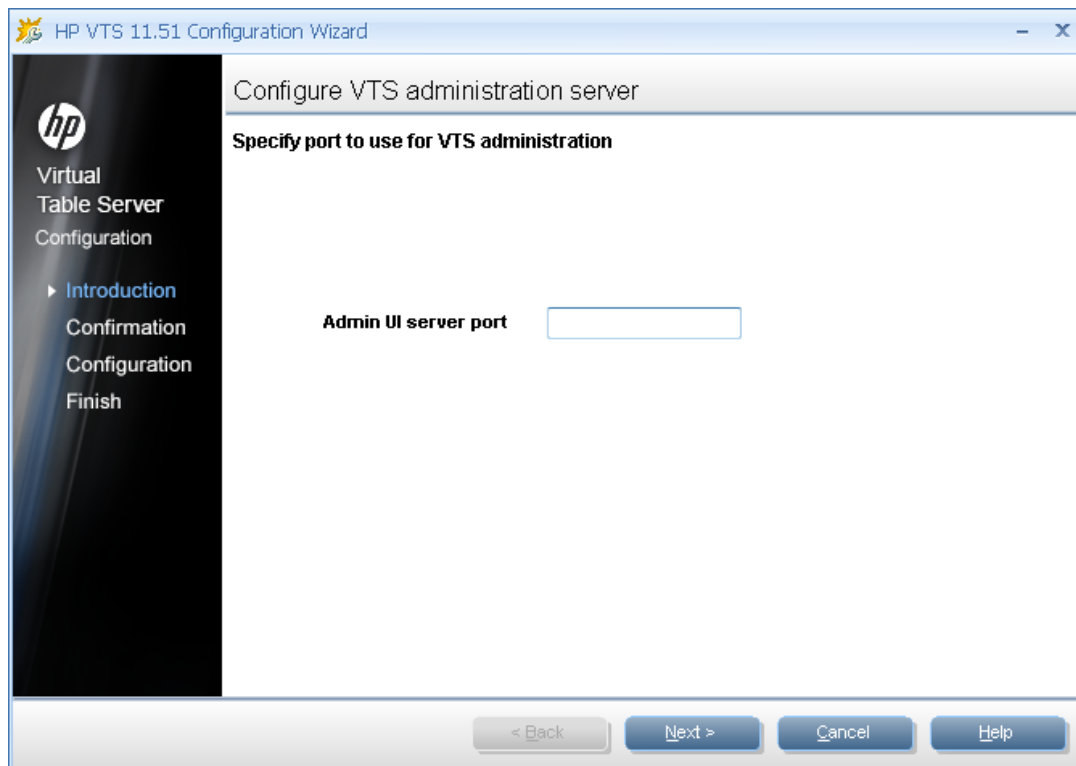 HP VTS 11.51 Configuration Wizard
hp
Virtual
Table Server
Configuration
Introduction
Confirmation
Configuration
Finish
Configure VTS administration server
Specify port to use for VTS administration
Admin UI server port
< Back
Next >
Cancel
Help